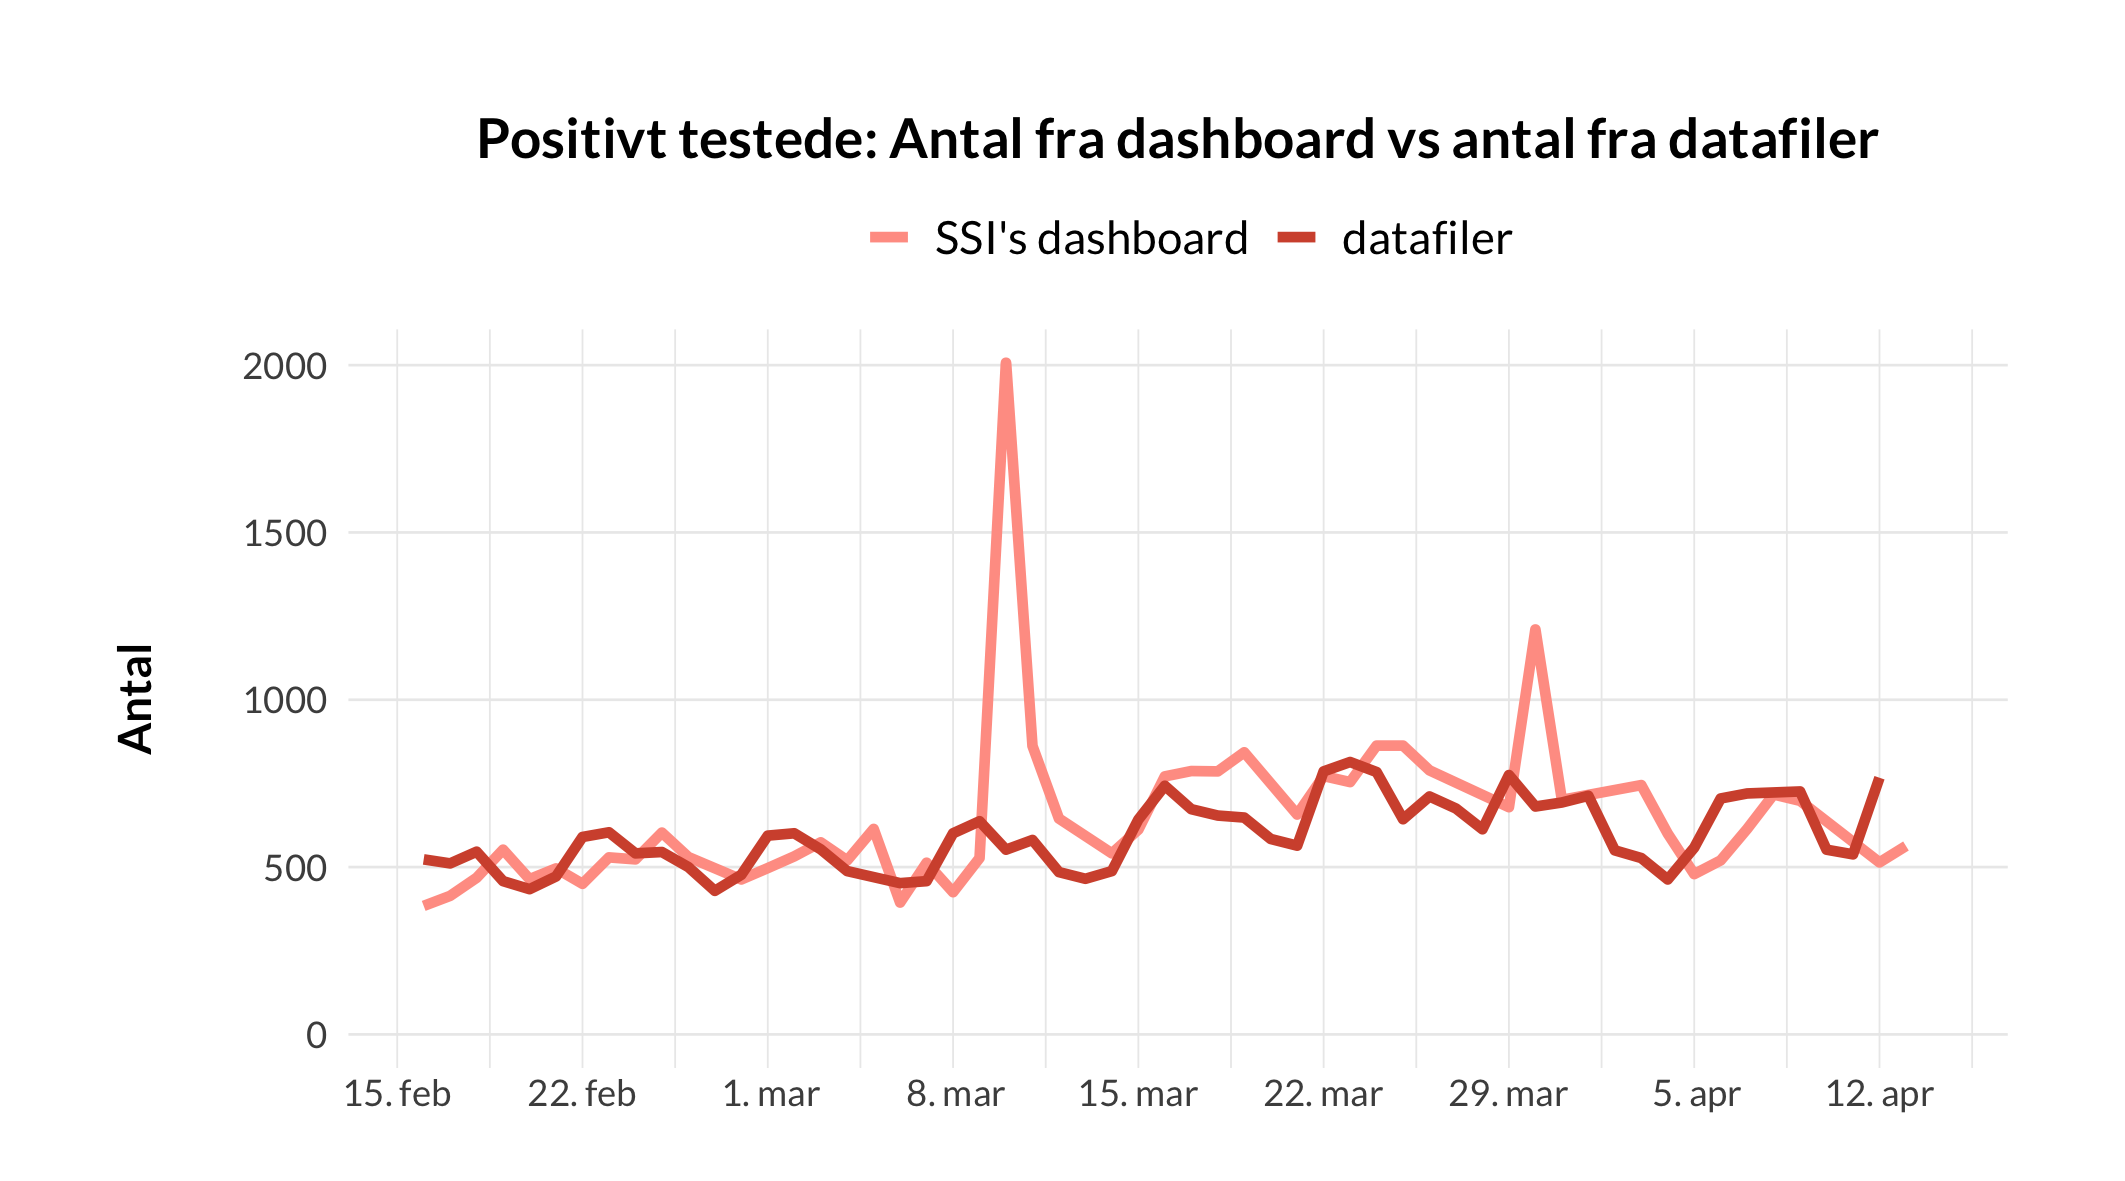 Positivt testede: Antal fra dashboard vs antal fra datafiler
SSI's dashboard datafiler
Antal
2000
1500
1000
500
0
15. feb 22. feb 1. mar 8. mar 15. mar 22. mar 29. mar 5. apr 12. apr